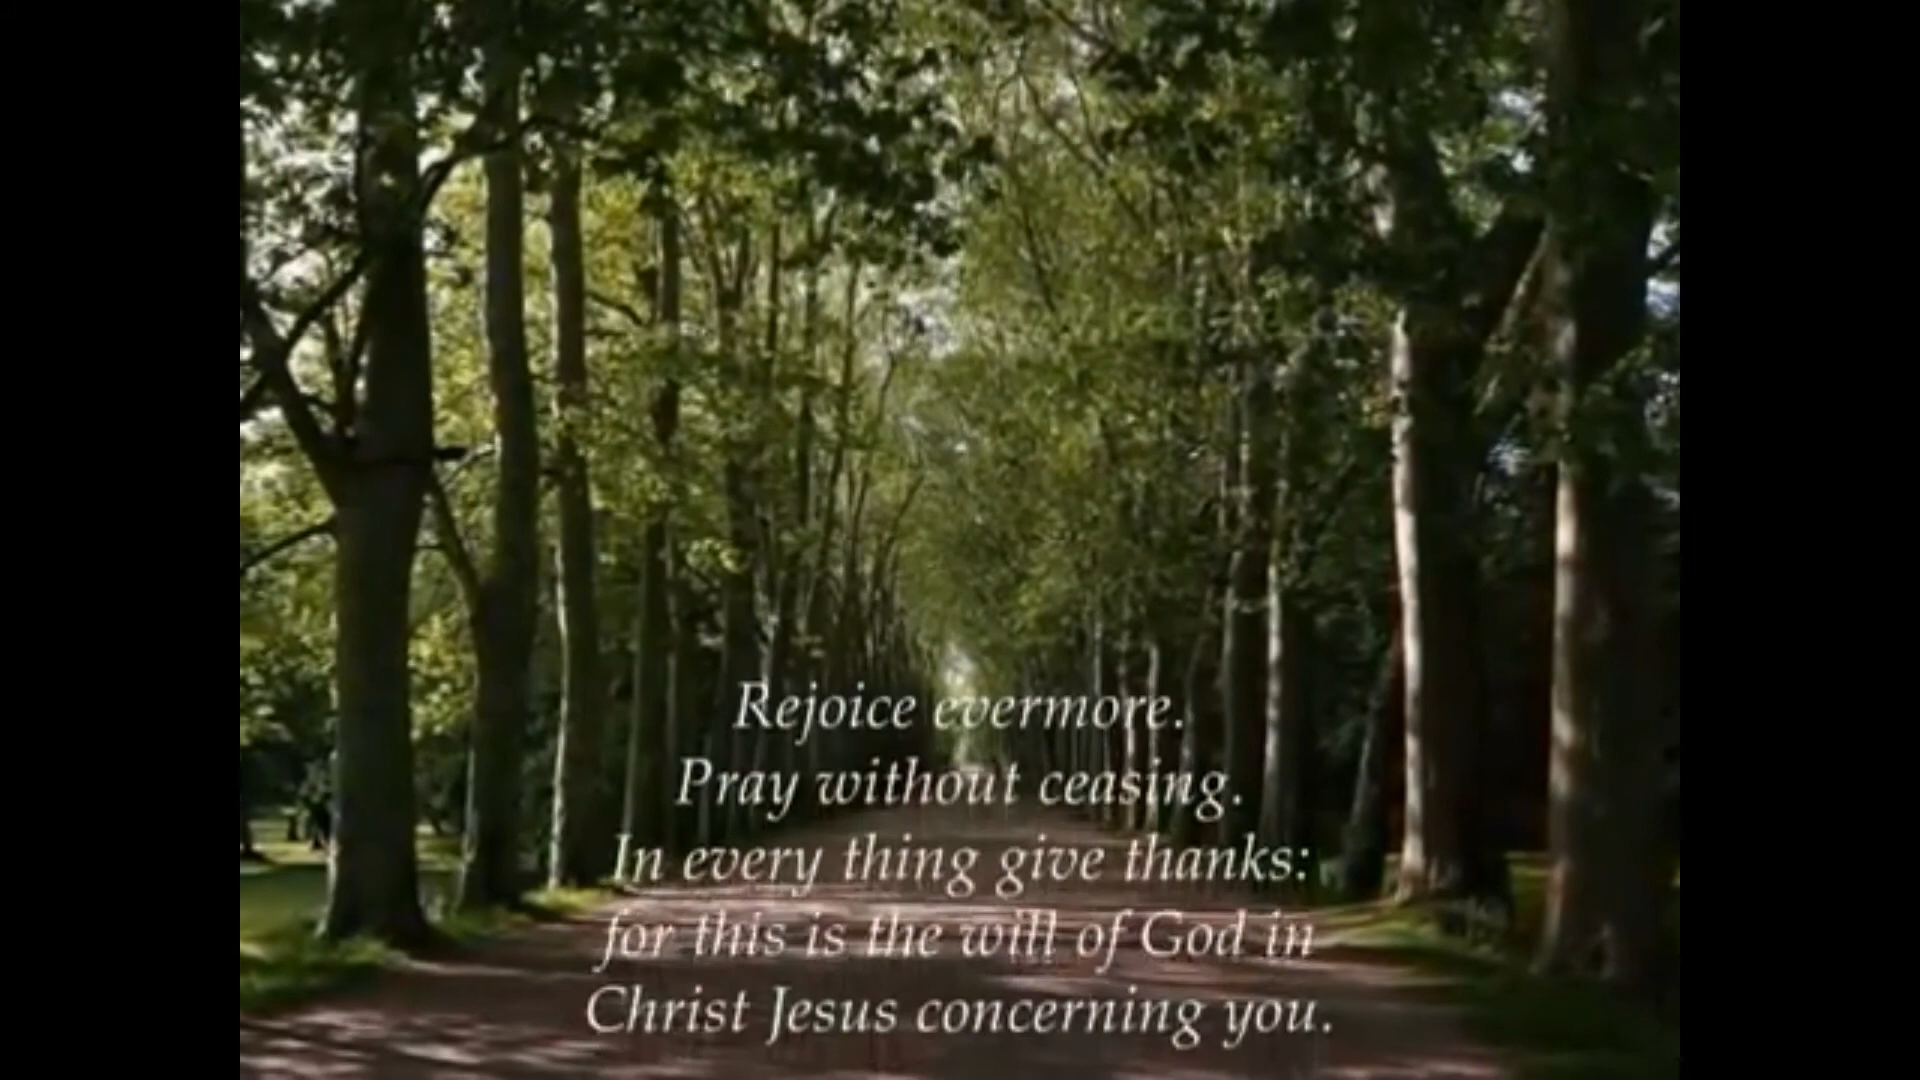 Rejoice evermore.
Pray without ceasing.
In every thing give thanks:
for this is the will of God in
Christ Jesus concerning you.